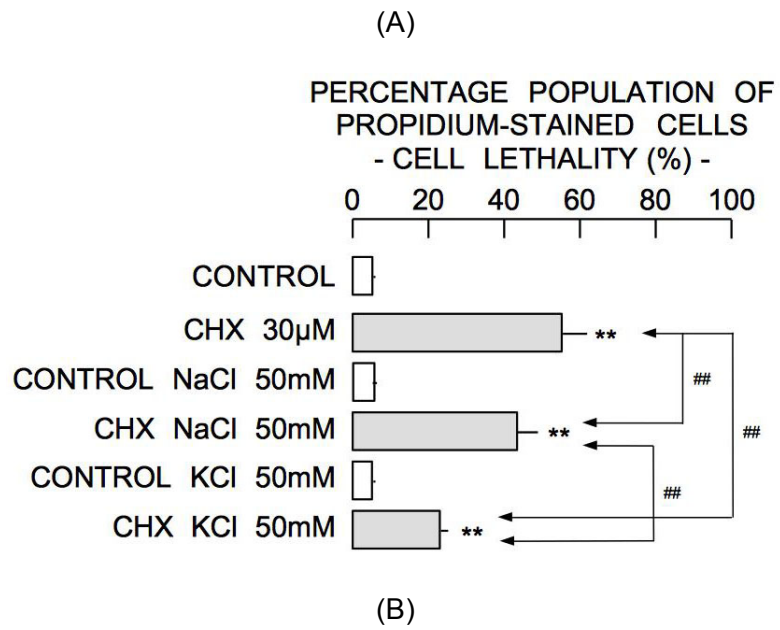 (A)
PERCENTAGE POPULATION OF
PROPIDIUM-STAINED CELLS
- CELL LETHALITY (%) -
0 20 40 60 80 100
CONTROL
CHX 30µM **
CONTROL NaCl 50mM ##
CHX NaCl 50mM ** ##
CONTROL KCl 50mM ##
CHX KCl 50mM **
(B)